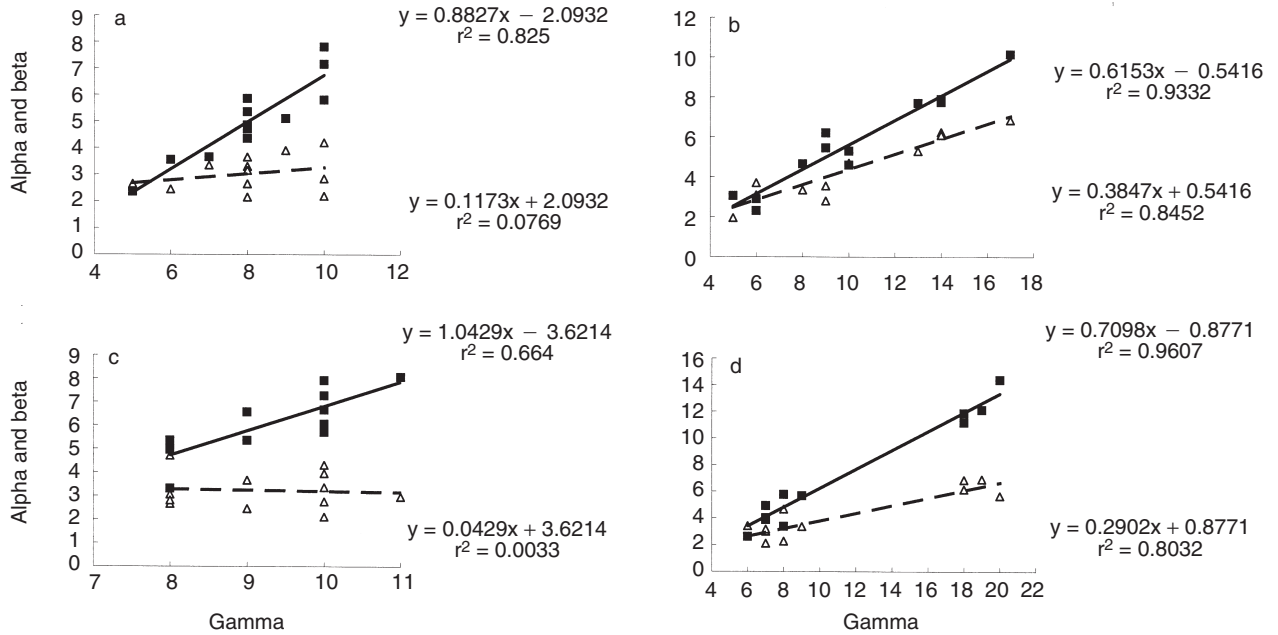 a
y = 0.8827x − 2.0932
r² = 0.825
y = 0.1173x + 2.0932
r² = 0.0769
Alpha and beta
9
8
7
6
5
4
3
2
1
0
4 6 8 10 12
b
y = 0.6153x − 0.5416
r² = 0.9332
y = 0.3847x + 0.5416
r² = 0.8452
12
10
8
6
4
2
0
4 6 8 10 12 14 16 18
c
y = 1.0429x − 3.6214
r² = 0.664
y = 0.0429x + 3.6214
r² = 0.0033
Alpha and beta
9
8
7
6
5
4
3
2
1
0
7 8 9 10 11
Gamma
d
y = 0.7098x − 0.8771
r² = 0.9607
y = 0.2902x + 0.8771
r² = 0.8032
16
14
12
10
8
6
4
2
0
4 6 8 10 12 14 16 18 20 22
Gamma